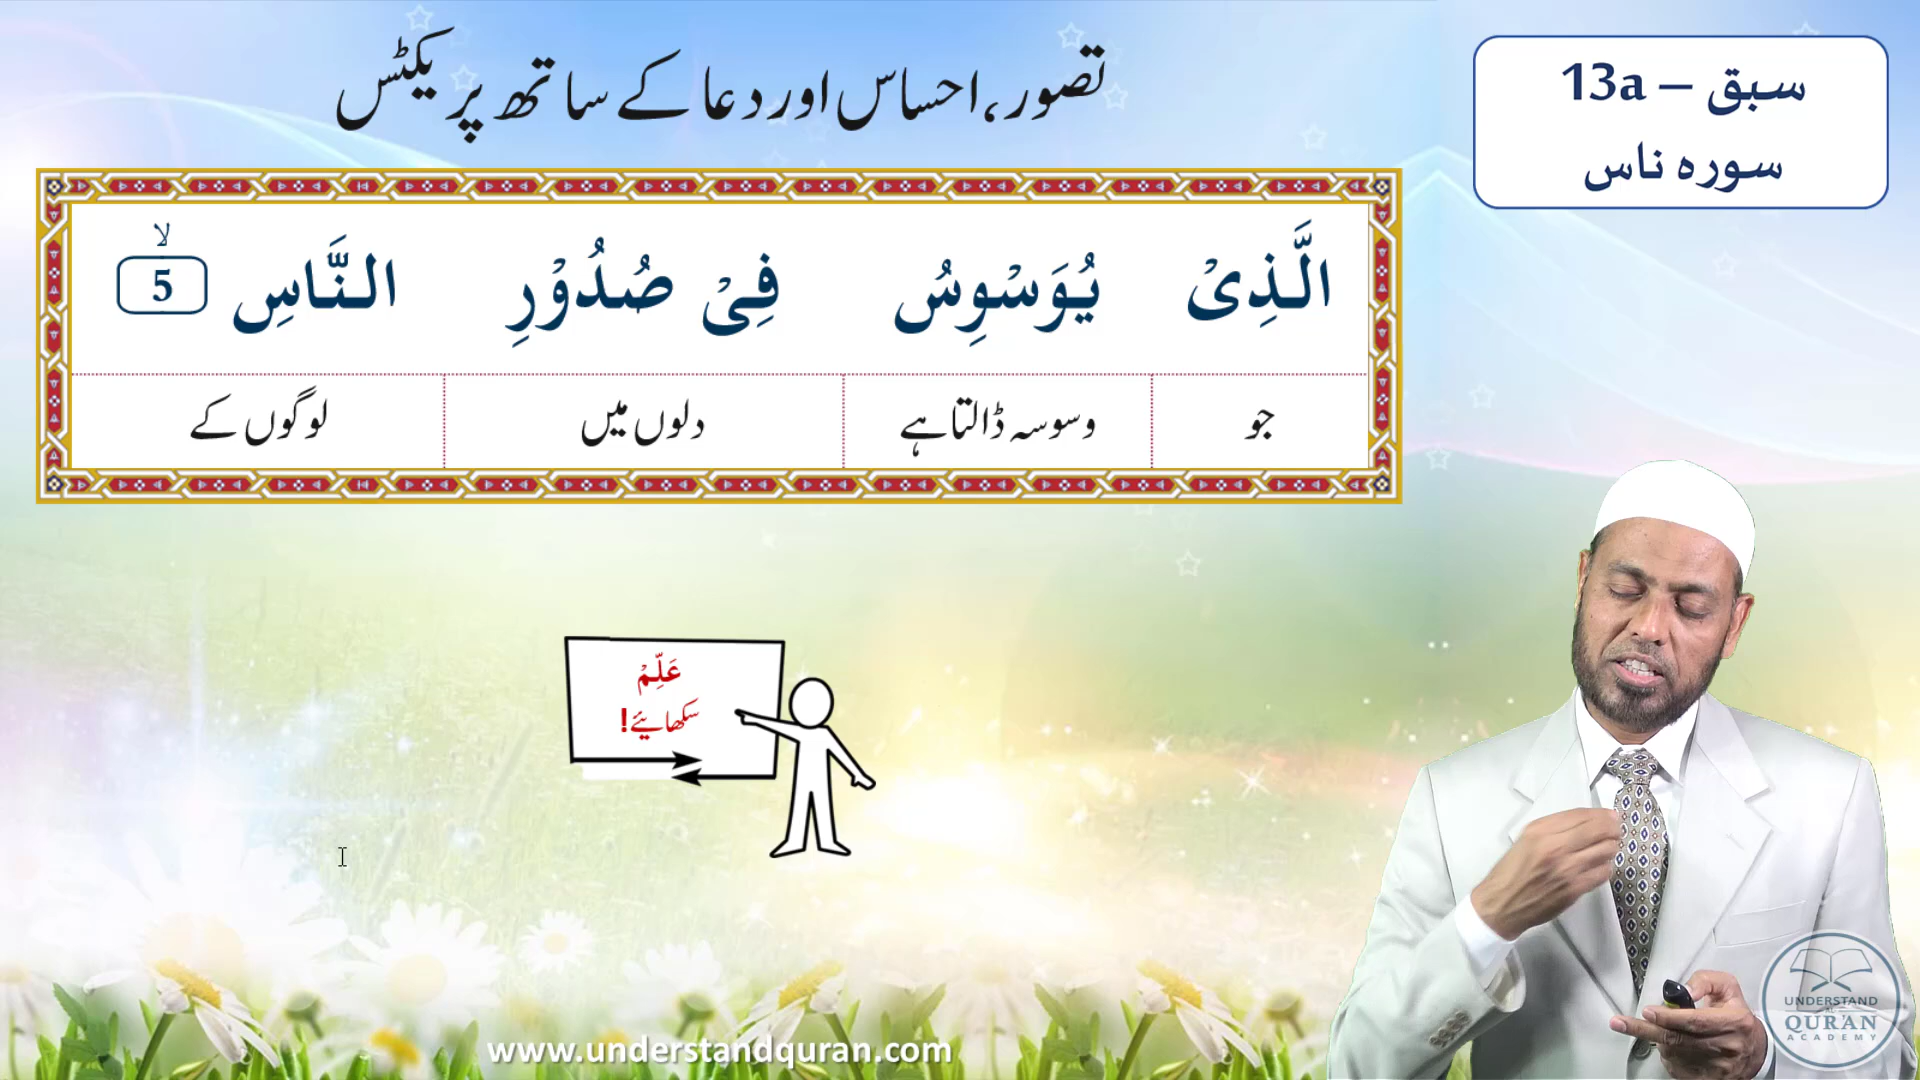 تصور، احساس اور دعا کے ساتھ پریکٹس
سبق – 13a
سورہ ناس
الَّذِیْ یُوَسْوِسُ فِیْ صُدُوْرِ النَّاسِ ۙ 5
جو وسوسہ ڈالتا ہے دلوں میں لوگوں کے
عَلِّمْ
سکھایئے!
www.understandquran.com
UNDERSTAND
QURAN
ACADEMY